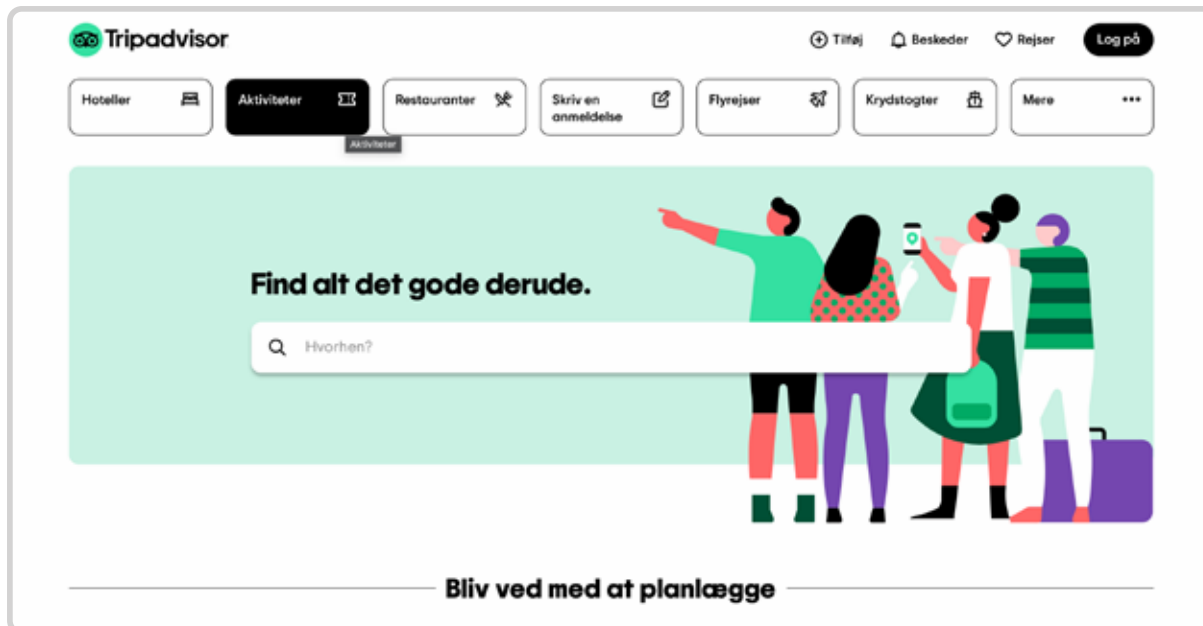 Tripadvisor
Tilføj Beskeder Rejser Log på
Hoteller
Aktiviteter
Restauranter
Skriv en
anmeldelse
Flyrejser
Krydstogter
Mere
Aktiviteter
Find alt det gode derude.
Hvorhen?
Bliv ved med at planlægge